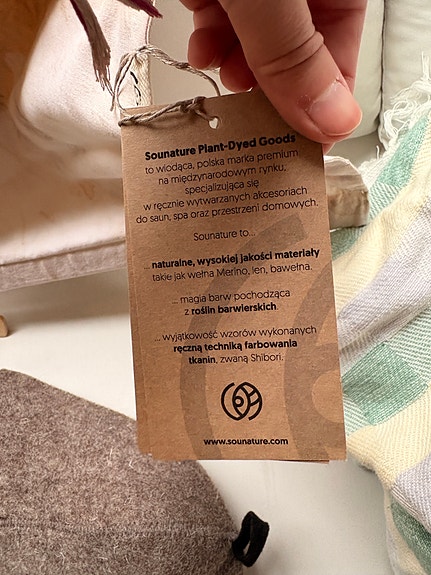 Sounature Plant-Dyed Goods
to wiodąca, polska marka premium
na międzynarodowym rynku,
specjalizująca się
w ręcznie wytwarzanych akcesoriach
do saun, spa oraz przestrzeni domowych.
Sounature to...
...naturalne, wysokiej jakości materiały
takie jak wełna Merino, len, bawełna.
... magia barw pochodząca
z roślin barwierskich.
...wyjątkowość wzorów wykonanych
ręczną techniką farbowania
tkanin, zwaną Shibori.
www.sounature.com